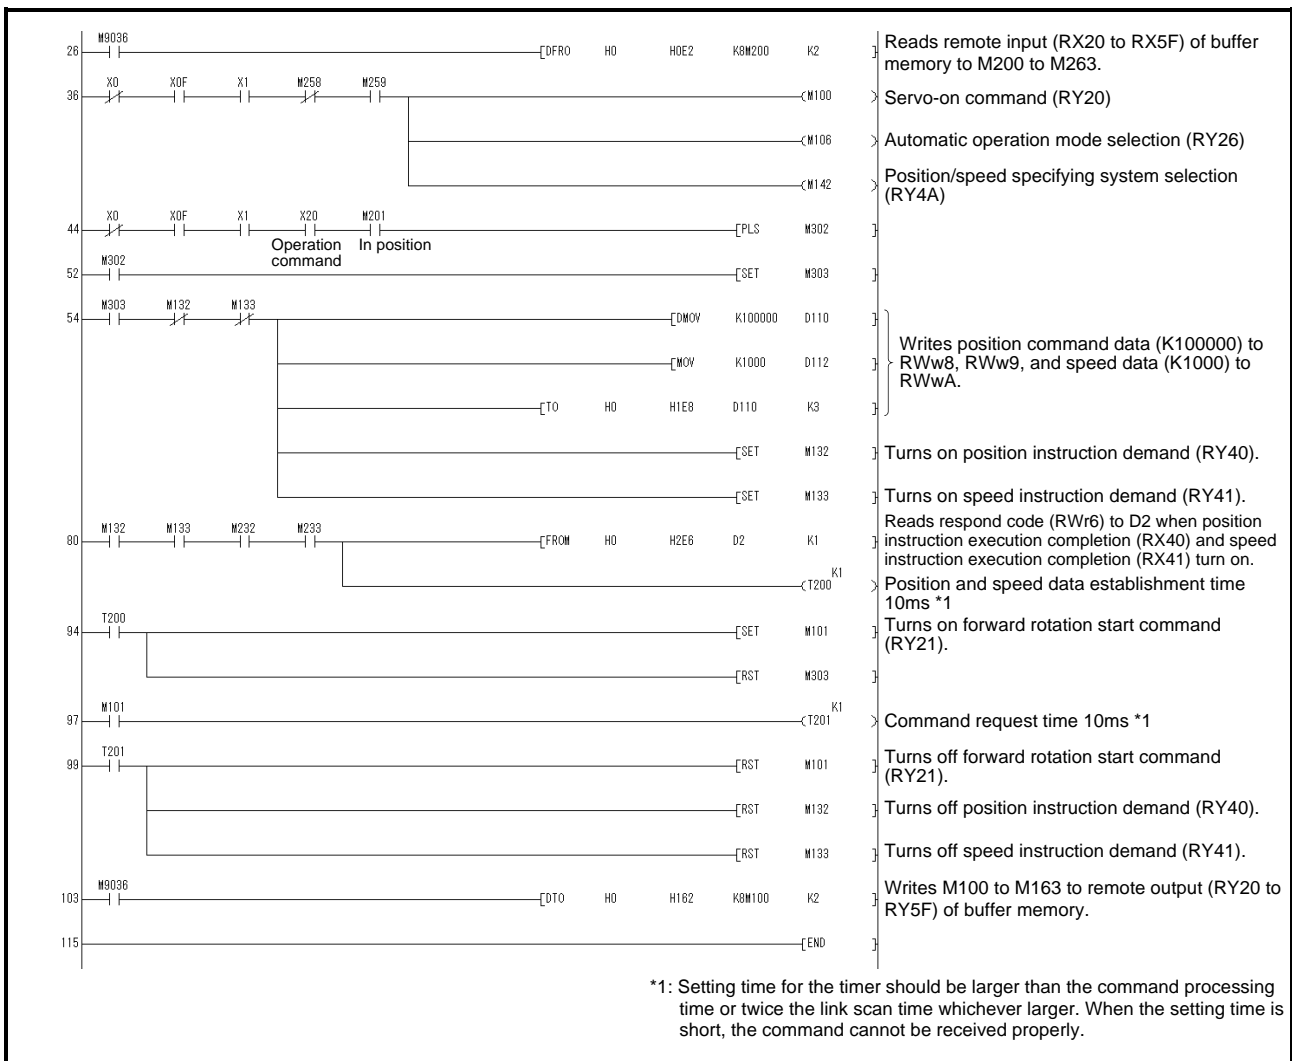 M9036
26 [DFRO H0 H0E2 K8M200 K2 ]
Reads remote input (RX20 to RX5F) of buffer
memory to M200 to M263.
X0 X0F X1 M258 M259
36 (M100 )
Servo-on command (RY20)
(M106 )
Automatic operation mode selection (RY26)
(M142 )
Position/speed specifying system selection
(RY4A)
X0 X0F X1 X20 M201
44 [PLS M302 ]
Operation In position
command
M302
52 [SET M303 ]
M303 M132 M133
54 [DMOV K100000 D110 ]
[MOV K1000 D112 ]
Writes position command data (K100000) to
RWw8, RWw9, and speed data (K1000) to
RWwA.
[TO H0 H1E8 D110 K3 ]
[SET M132 ]
Turns on position instruction demand (RY40).
[SET M133 ]
Turns on speed instruction demand (RY41).
M132 M133 M232 M233
80 [FROM H0 H2E6 D2 K1 ]
Reads respond code (RWr6) to D2 when position
instruction execution completion (RX40) and speed
instruction execution completion (RX41) turn on.
K1
(T200 )
Position and speed data establishment time
10ms *1
T200
94 [SET M101 ]
Turns on forward rotation start command
(RY21).
[RST M303 ]
M101 K1
97 (T201 )
Command request time 10ms *1
T201
99 [RST M101 ]
Turns off forward rotation start command
(RY21).
[RST M132 ]
Turns off position instruction demand (RY40).
[RST M133 ]
Turns off speed instruction demand (RY41).
M9036
103 [DTO H0 H162 K8M100 K2 ]
Writes M100 to M163 to remote output (RY20 to
RY5F) of buffer memory.
115 [END ]
*1: Setting time for the timer should be larger than the command processing
time or twice the link scan time whichever larger. When the setting time is
short, the command cannot be received properly.